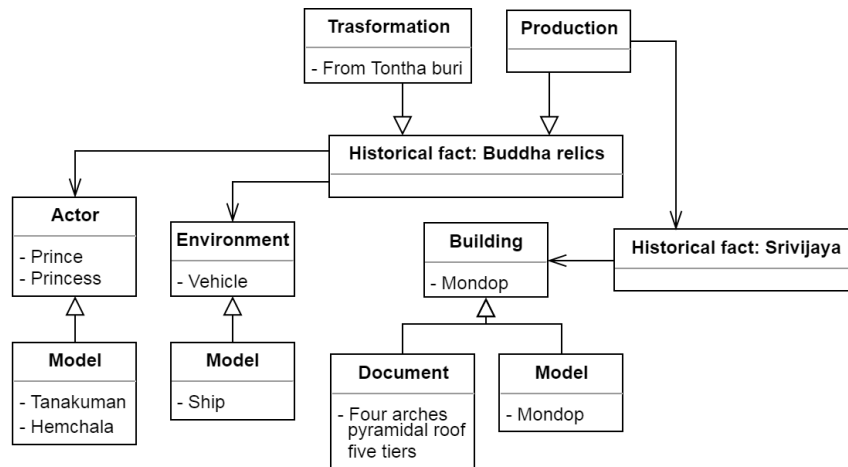 Trasformation
- From Tontha buri
Production
Historical fact: Buddha relics
Actor
- Prince
- Princess
Environment
- Vehicle
Building
- Mondop
Historical fact: Srivijaya
Model
- Tanakuman
- Hemchala
Model
- Ship
Document
- Four arches
pyramidal roof
five tiers
Model
- Mondop